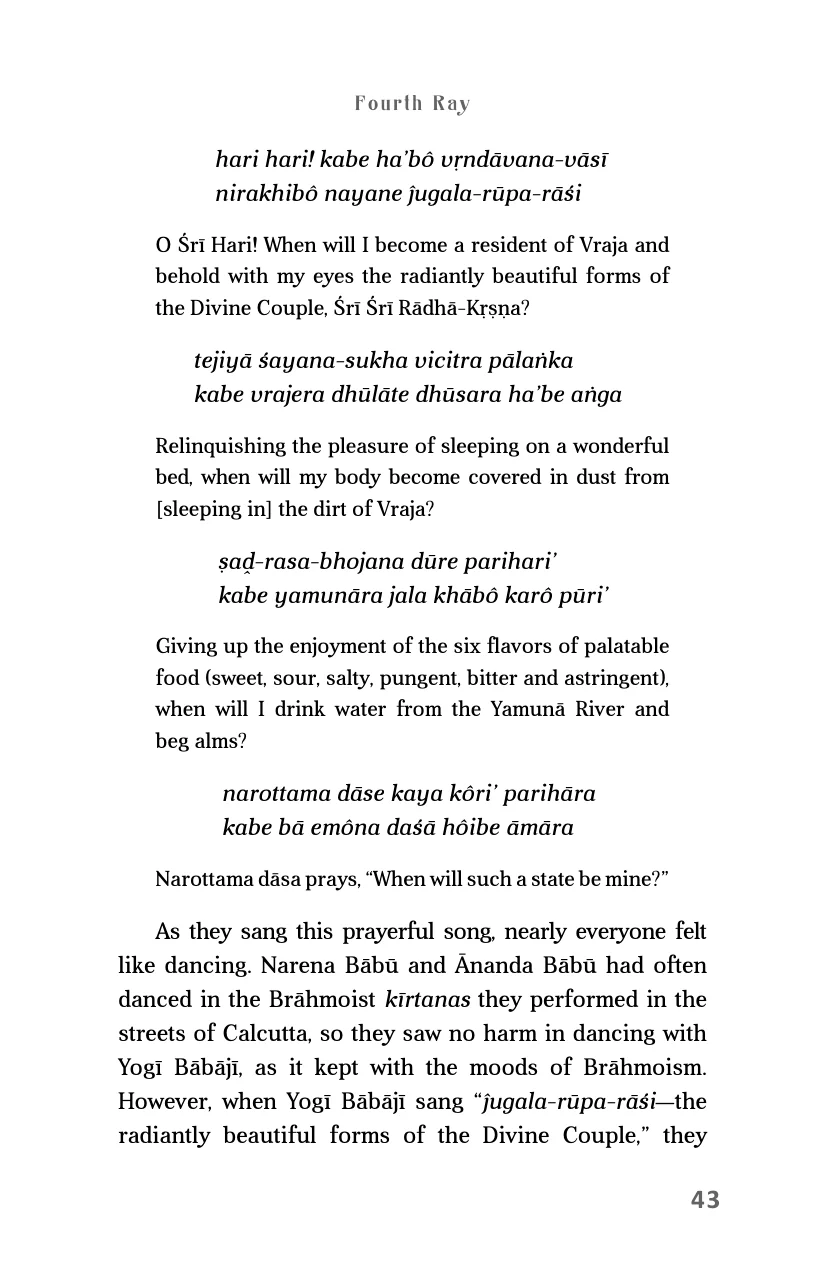 Fourth Ray
hari hari! kabe ha’bô vṛndāvana-vāsī
nirakhibô nayane ĵugala-rūpa-rāśi
O Śrī Hari! When will I become a resident of Vraja and
behold with my eyes the radiantly beautiful forms of
the Divine Couple, Śrī Śrī Rādhā-Kṛṣṇa?
tejiyā śayana-sukha vicitra pālaṅka
kabe vrajera dhūlāte dhūsara ha’be aṅga
Relinquishing the pleasure of sleeping on a wonderful
bed, when will my body become covered in dust from
[sleeping in] the dirt of Vraja?
ṣaḓ-rasa-bhojana dūre parihari’
kabe yamunāra jala khābô karô pūri’
Giving up the enjoyment of the six flavors of palatable
food (sweet, sour, salty, pungent, bitter and astringent),
when will I drink water from the Yamunā River and
beg alms?
narottama dāse kaya kôri’ parihāra
kabe bā emôna daśā hôibe āmāra
Narottama dāsa prays, “When will such a state be mine?”
As they sang this prayerful song, nearly everyone felt
like dancing. Narena Bābū and Ānanda Bābū had often
danced in the Brāhmoist kīrtanas they performed in the
streets of Calcutta, so they saw no harm in dancing with
Yogī Bābājī, as it kept with the moods of Brāhmoism.
However, when Yogī Bābājī sang “ĵugala-rūpa-rāśi—the
radiantly beautiful forms of the Divine Couple,” they
43